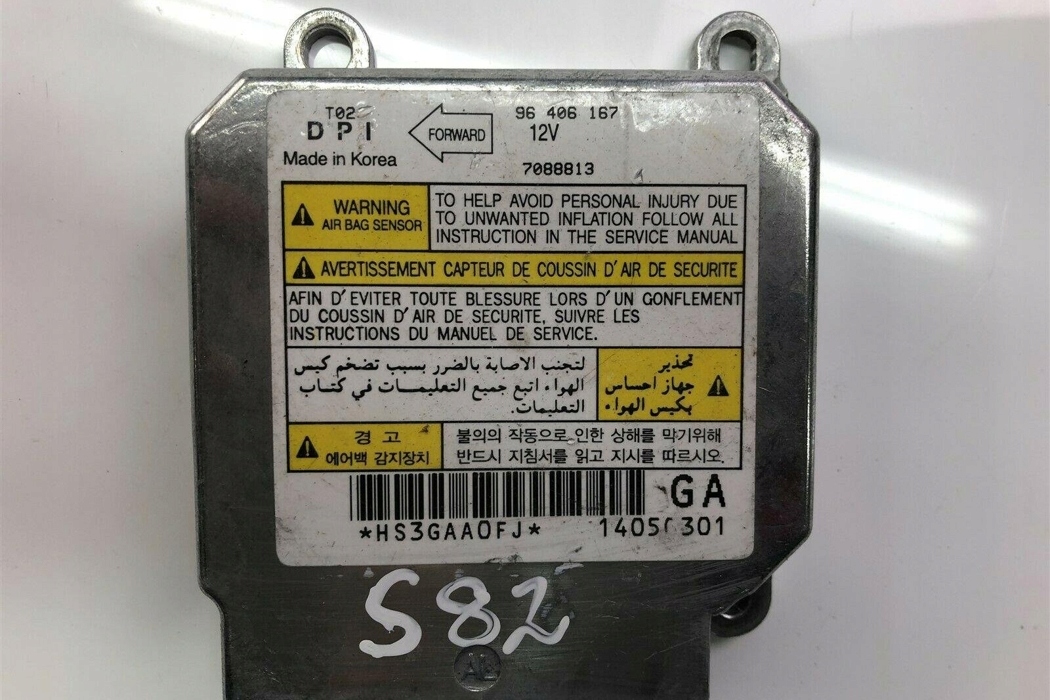 T02
DPI
Made in Korea
FORWARD
96 406 167
12V
7088813
WARNING
AIR BAG SENSOR
TO HELP AVOID PERSONAL INJURY DUE
TO UNWANTED INFLATION FOLLOW ALL
INSTRUCTION IN THE SERVICE MANUAL
AVERTISSEMENT CAPTEUR DE COUSSIN D'AIR DE SECURITE
AFIN D'EVITER TOUTE BLESSURE LORS D'UN GONFLEMENT
DU COUSSIN D'AIR DE SECURITE, SUIVRE LES
INSTRUCTIONS DU MANUEL DE SERVICE.
تحذير
جهاز احساس
بكيس الهواء
لتجنب الاصابة بالضرر بسبب تضخم كيس
الهواء اتبع جميع التعليمات في كتاب
التعليمات.
경 고
에어백 감지장치
불의의 작동으로 인한 상해를 막기위해
반드시 지침서를 읽고 지시를 따르시오.
GA
*HS3GAA0FJ*
S82
AL